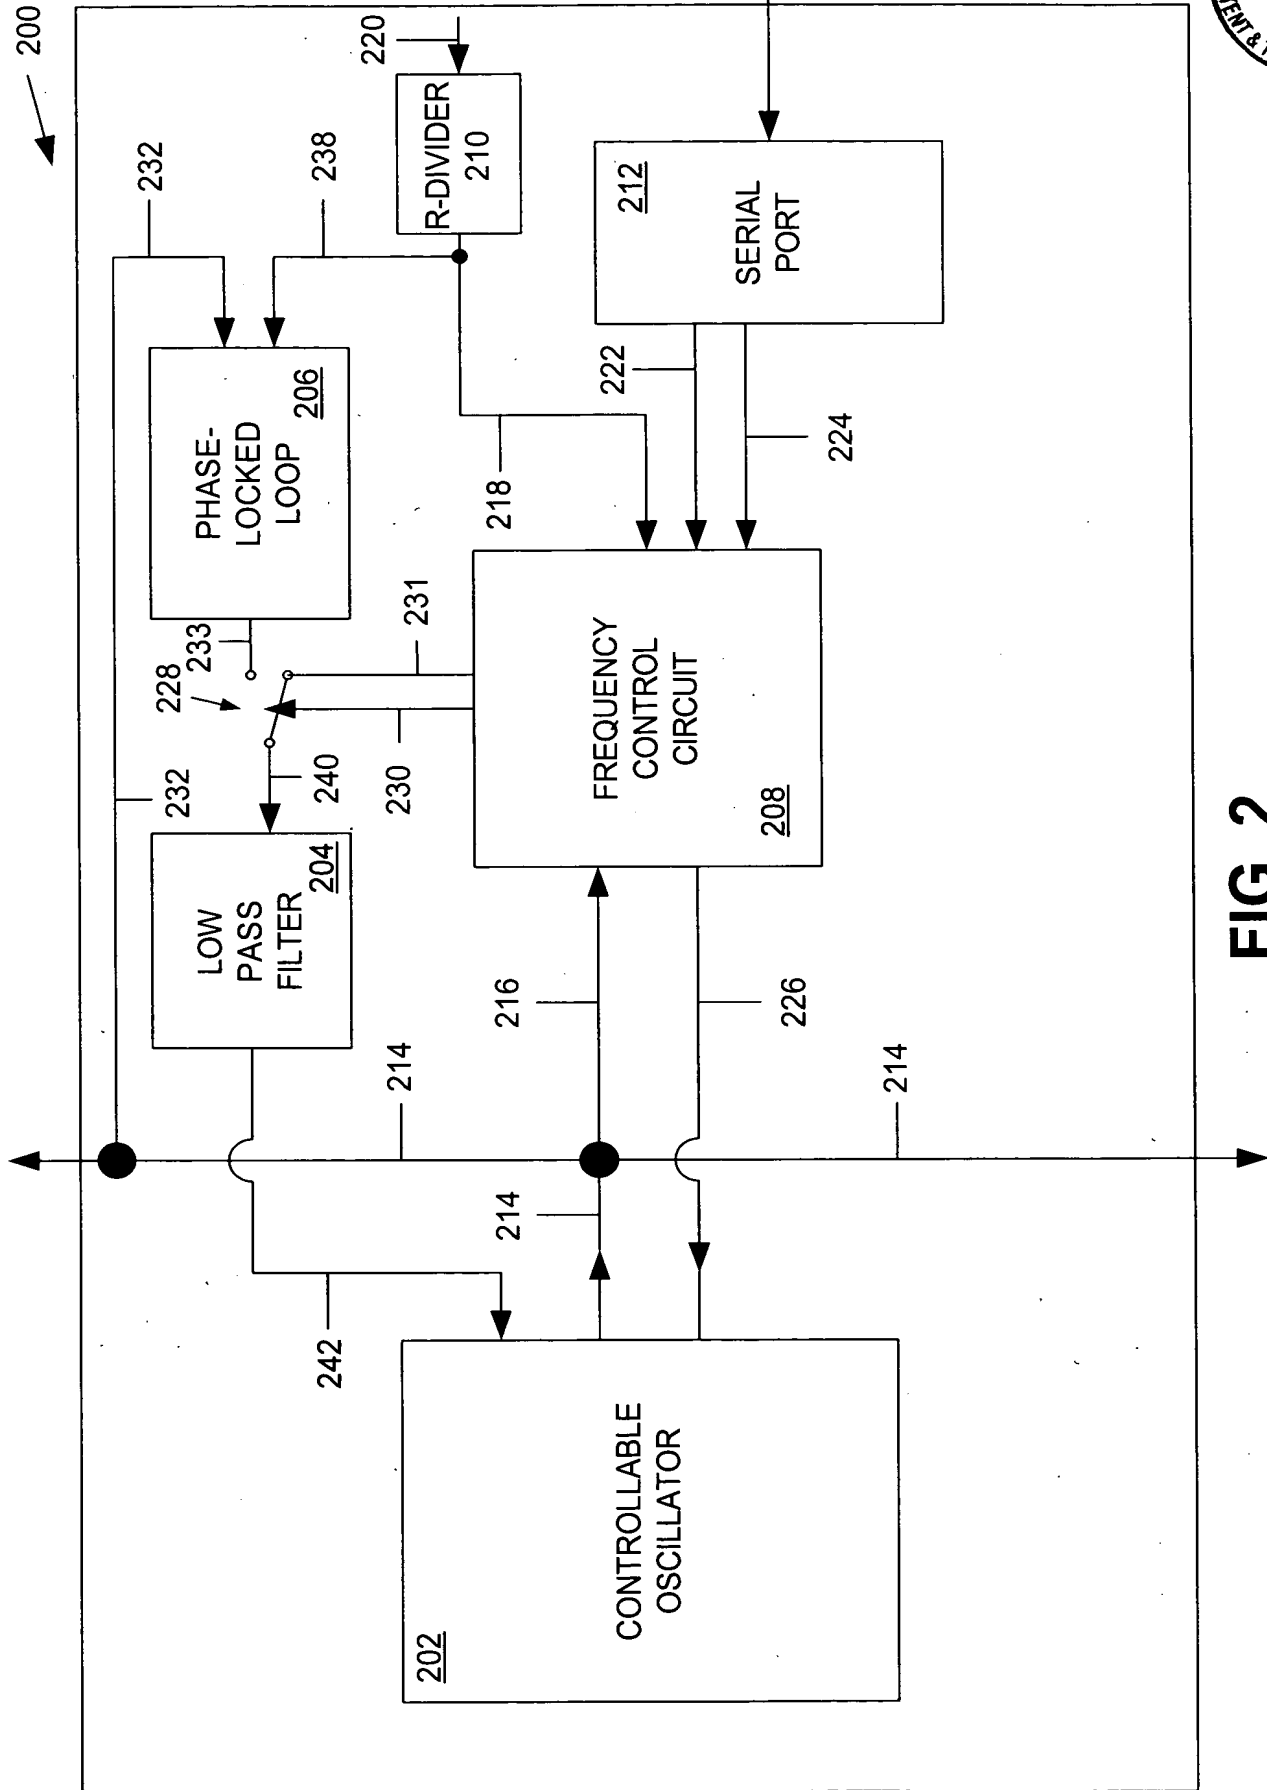 200
232
232
228
233
PHASE-
LOCKED
LOOP
206
238
LOW
PASS
FILTER
204
240
242
214
230
231
220
R-DIVIDER
210
202
CONTROLLABLE
OSCILLATOR
214
216
218
FREQUENCY
CONTROL
CIRCUIT
208
222
212
SERIAL
PORT
226
224
214
FIG 2